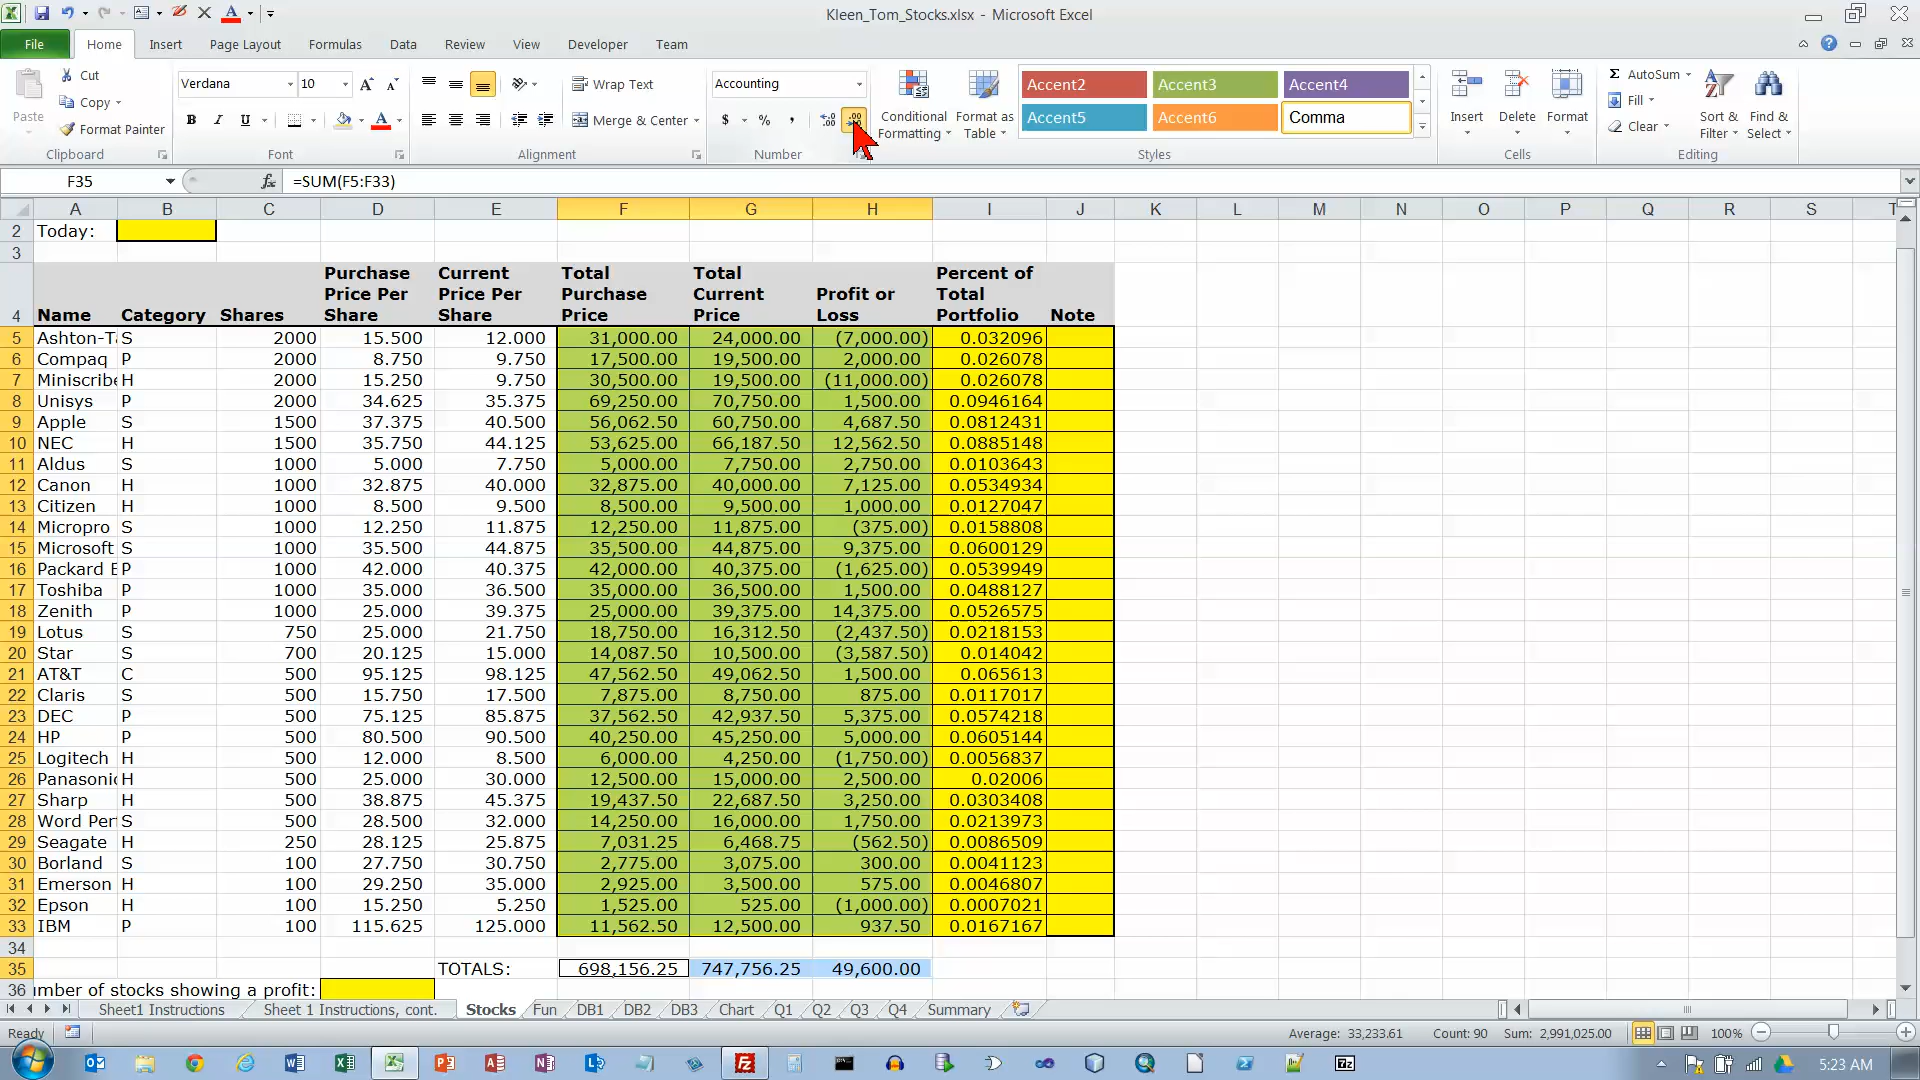 Kleen_Tom_Stocks.xlsx - Microsoft Excel
File Home Insert Page Layout Formulas Data Review View Developer Team
Paste Cut Copy Format Painter Clipboard
Verdana 10 B I U Font
Wrap Text Merge & Center Alignment
Accounting $ % , Number
Conditional Formatting Format as Table
Accent2 Accent3 Accent4
Accent5 Accent6 Comma
Styles
Insert Delete Format Cells
Σ AutoSum Fill Clear Sort & Filter Find & Select Editing
F35 fx =SUM(F5:F33)
A B C D E F G H I J K L M N O P Q R S T
2 Today:
3
4 Name Category Shares Purchase Price Per Share Current Price Per Share Total Purchase Price Total Current Price Profit or Loss Percent of Total Portfolio Note
5 Ashton-Ta S 2000 15.500 12.000 31,000.00 24,000.00 (7,000.00) 0.032096
6 Compaq P 2000 8.750 9.750 17,500.00 19,500.00 2,000.00 0.026078
7 Miniscribe H 2000 15.250 9.750 30,500.00 19,500.00 (11,000.00) 0.026078
8 Unisys P 2000 34.625 35.375 69,250.00 70,750.00 1,500.00 0.0946164
9 Apple S 1500 37.375 40.500 56,062.50 60,750.00 4,687.50 0.0812431
10 NEC H 1500 35.750 44.125 53,625.00 66,187.50 12,562.50 0.0885148
11 Aldus S 1000 5.000 7.750 5,000.00 7,750.00 2,750.00 0.0103643
12 Canon H 1000 32.875 40.000 32,875.00 40,000.00 7,125.00 0.0534934
13 Citizen H 1000 8.500 9.500 8,500.00 9,500.00 1,000.00 0.0127047
14 Micropro S 1000 12.250 11.875 12,250.00 11,875.00 (375.00) 0.0158808
15 Microsoft S 1000 35.500 44.875 35,500.00 44,875.00 9,375.00 0.0600129
16 Packard B P 1000 42.000 40.375 42,000.00 40,375.00 (1,625.00) 0.0539949
17 Toshiba P 1000 35.000 36.500 35,000.00 36,500.00 1,500.00 0.0488127
18 Zenith P 1000 25.000 39.375 25,000.00 39,375.00 14,375.00 0.0526575
19 Lotus S 750 25.000 21.750 18,750.00 16,312.50 (2,437.50) 0.0218153
20 Star S 700 20.125 15.000 14,087.50 10,500.00 (3,587.50) 0.014042
21 AT&T C 500 95.125 98.125 47,562.50 49,062.50 1,500.00 0.065613
22 Claris S 500 15.750 17.500 7,875.00 8,750.00 875.00 0.0117017
23 DEC P 500 75.125 85.875 37,562.50 42,937.50 5,375.00 0.0574218
24 HP P 500 80.500 90.500 40,250.00 45,250.00 5,000.00 0.0605144
25 Logitech H 500 12.000 8.500 6,000.00 4,250.00 (1,750.00) 0.0056837
26 Panasonic H 500 25.000 30.000 12,500.00 15,000.00 2,500.00 0.02006
27 Sharp H 500 38.875 45.375 19,437.50 22,687.50 3,250.00 0.0303408
28 Word Per S 500 28.500 32.000 14,250.00 16,000.00 1,750.00 0.0213973
29 Seagate H 250 28.125 25.875 7,031.25 6,468.75 (562.50) 0.0086509
30 Borland S 100 27.750 30.750 2,775.00 3,075.00 300.00 0.0041123
31 Emerson H 100 29.250 35.000 2,925.00 3,500.00 575.00 0.0046807
32 Epson H 100 15.250 5.250 1,525.00 525.00 (1,000.00) 0.0007021
33 IBM P 100 115.625 125.000 11,562.50 12,500.00 937.50 0.0167167
34
35 TOTALS: 698,156.25 747,756.25 49,600.00
36 umber of stocks showing a profit:
Sheet1 Instructions Sheet 1 Instructions, cont. Stocks Fun DB1 DB2 DB3 Chart Q1 Q2 Q3 Q4 Summary
Ready Average: 33,233.61 Count: 90 Sum: 2,991,025.00 100%
5:23 AM